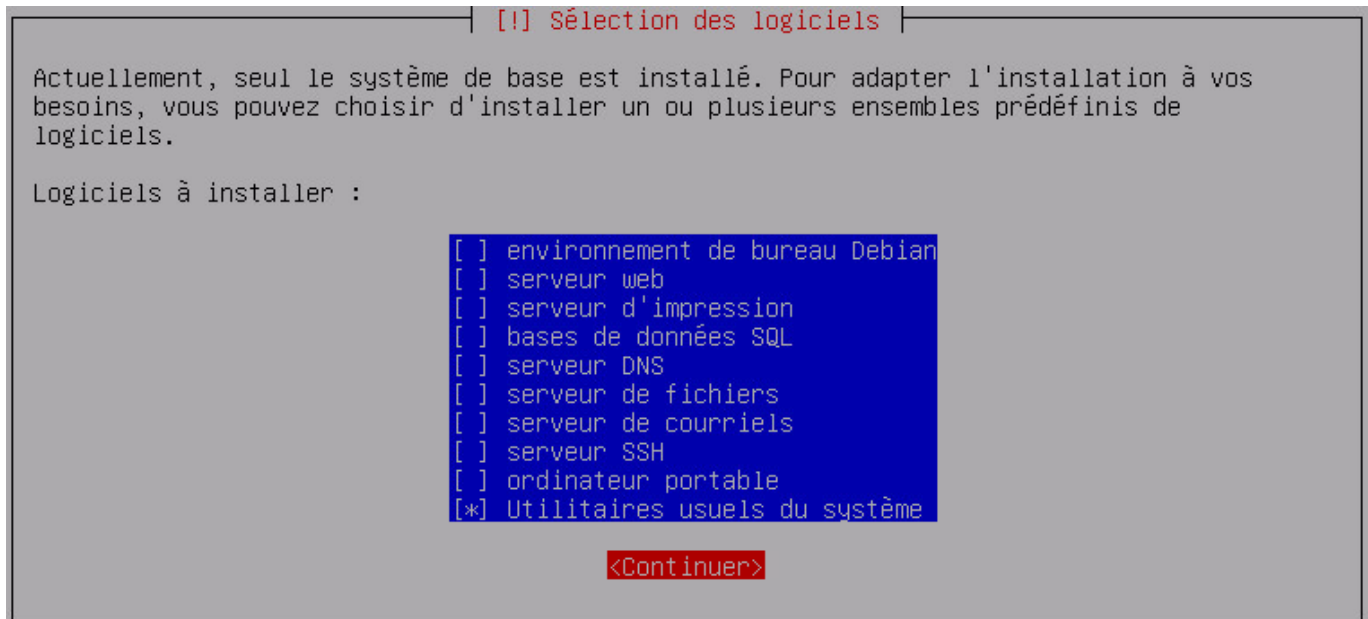 [!] Sélection des logiciels
Actuellement, seul le système de base est installé. Pour adapter l'installation à vos
besoins, vous pouvez choisir d'installer un ou plusieurs ensembles prédéfinis de
logiciels.
Logiciels à installer :
[ ] environnement de bureau Debian
[ ] serveur web
[ ] serveur d'impression
[ ] bases de données SQL
[ ] serveur DNS
[ ] serveur de fichiers
[ ] serveur de courriels
[ ] serveur SSH
[ ] ordinateur portable
[*] Utilitaires usuels du système
<Continuer>